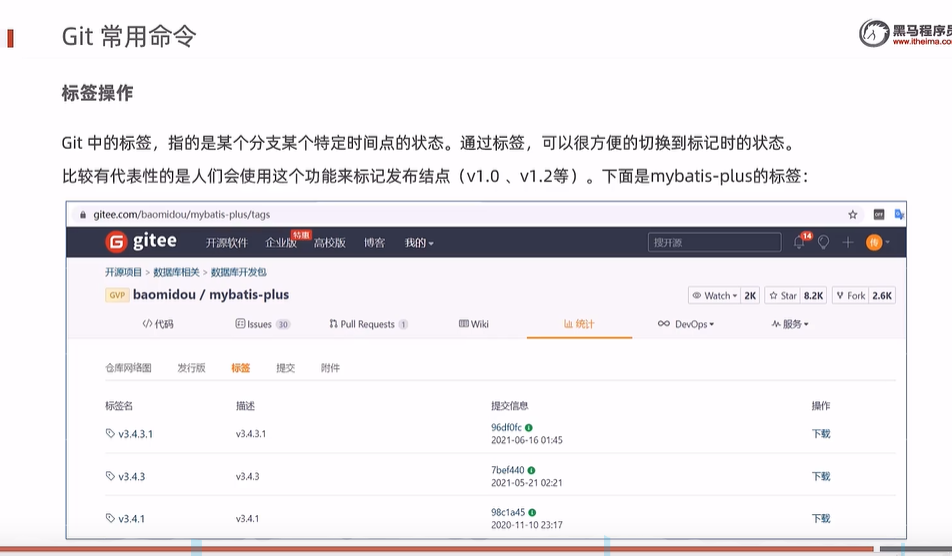 Git 常用命令
黑马程序员
www.itheima.co
标签操作
Git 中的标签，指的是某个分支某个特定时间点的状态。通过标签，可以很方便的切换到标记时的状态。
比较有代表性的是人们会使用这个功能来标记发布结点（v1.0 、v1.2等）。下面是mybatis-plus的标签：
gitee.com/baomidou/mybatis-plus/tags
gitee 开源软件 企业版 特惠 高校版 博客 我的 搜开源 14 传
开源项目 > 数据库相关 > 数据库开发包
GVP baomidou / mybatis-plus Watch 2K Star 8.2K Fork 2.6K
代码 Issues 30 Pull Requests 1 Wiki 统计 DevOps 服务
仓库网络图 发行版 标签 提交 附件
标签名 描述 提交信息 操作
v3.4.3.1 v3.4.3.1 96df0fc 下载
2021-06-16 01:45
v3.4.3 v3.4.3 7bef440 下载
2021-05-21 02:21
v3.4.1 v3.4.1 98c1a45 下载
2020-11-10 23:17